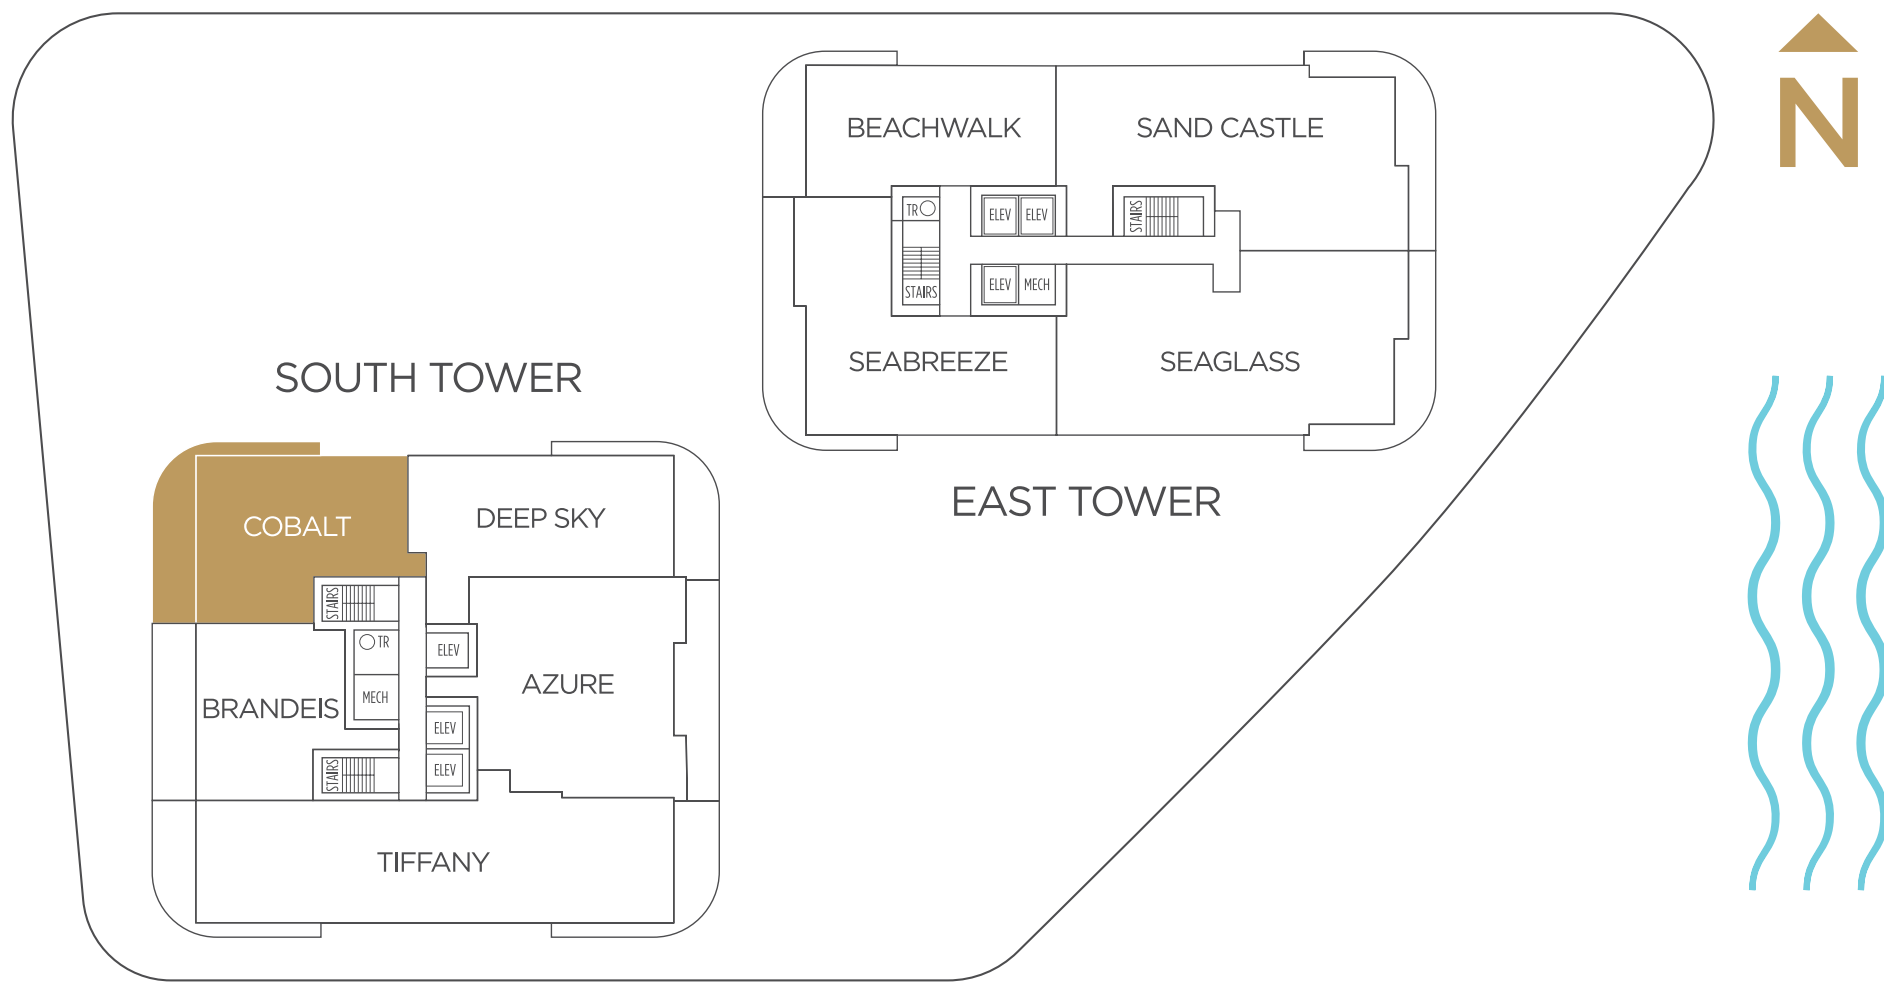 N
BEACHWALK
SAND CASTLE
TR
ELEV
ELEV
STAIRS
STAIRS
ELEV
MECH
SEABREEZE
SEAGLASS
EAST TOWER
SOUTH TOWER
COBALT
DEEP SKY
STAIRS
TR
ELEV
MECH
BRANDEIS
AZURE
ELEV
STAIRS
ELEV
TIFFANY